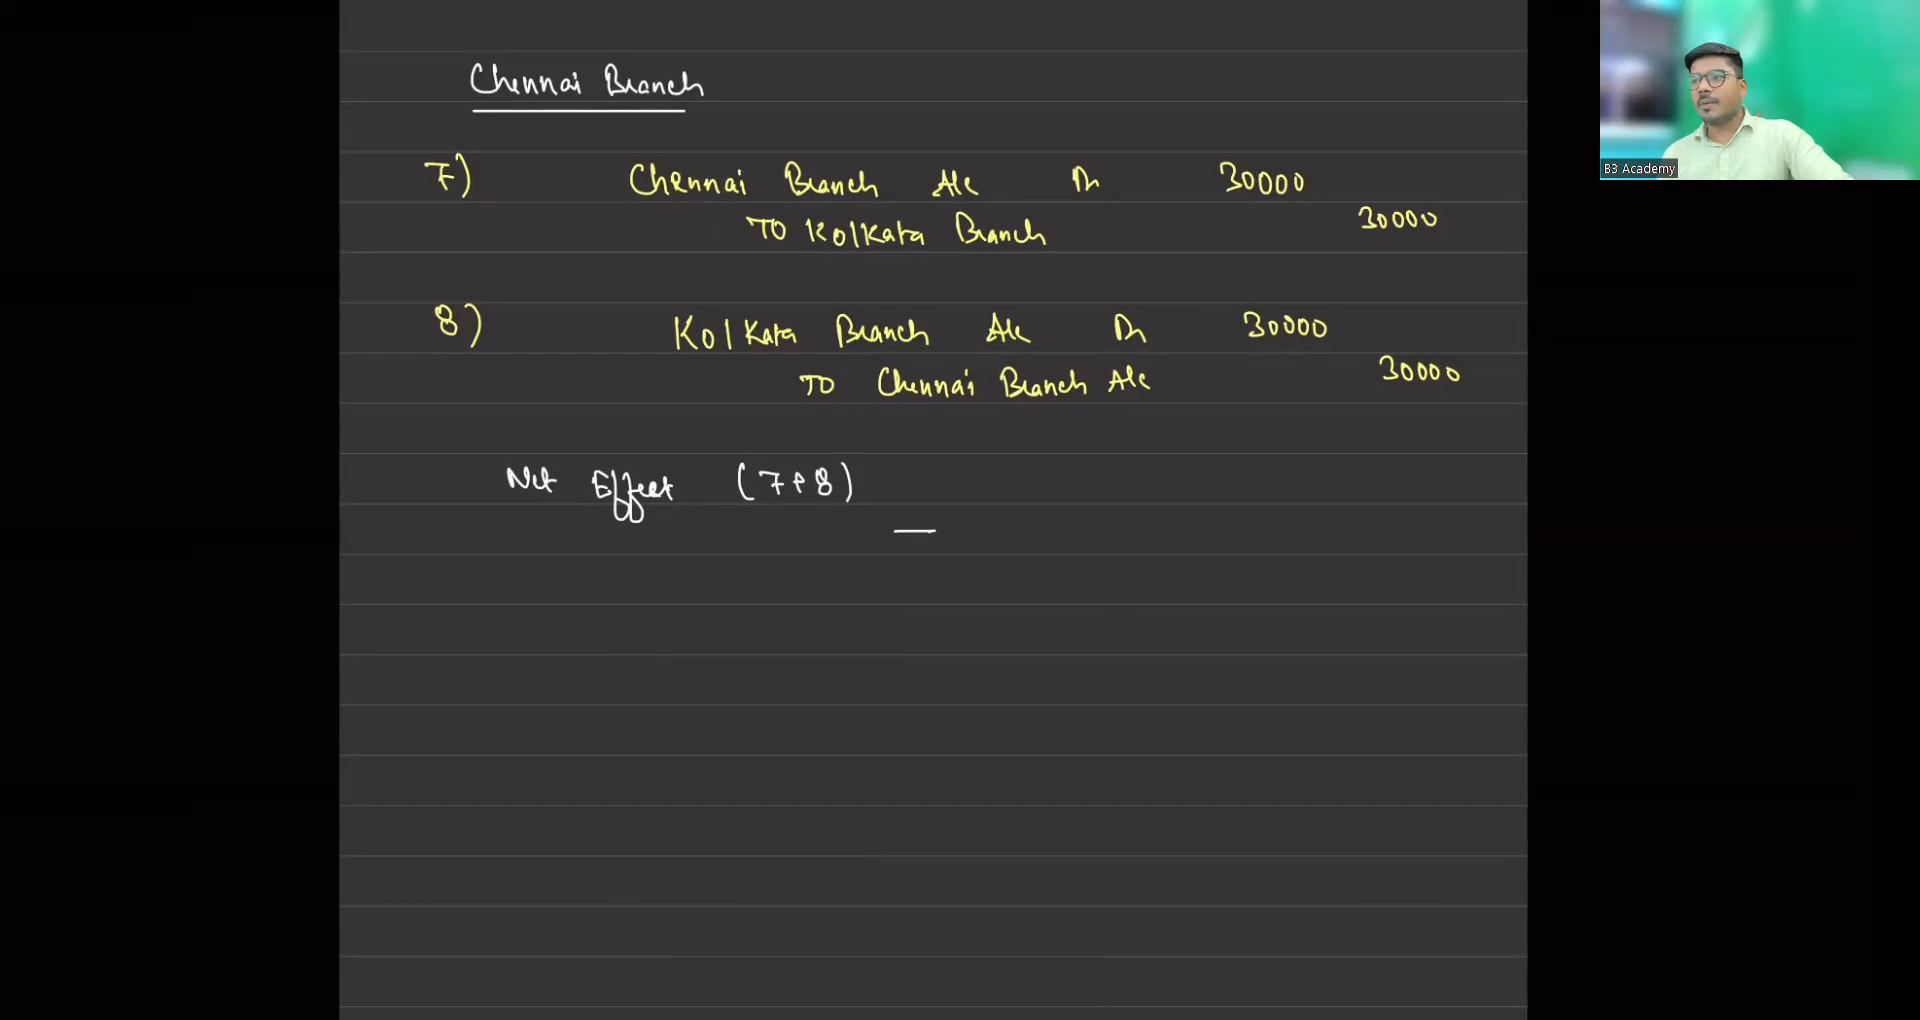 Chennai Branch
7) Chennai Branch A/c Dr 30000
To Kolkata Branch 30000
8) Kolkata Branch A/c Dr 30000
To Chennai Branch A/c 30000
Net Effect (7+8)
—
B3 Academy